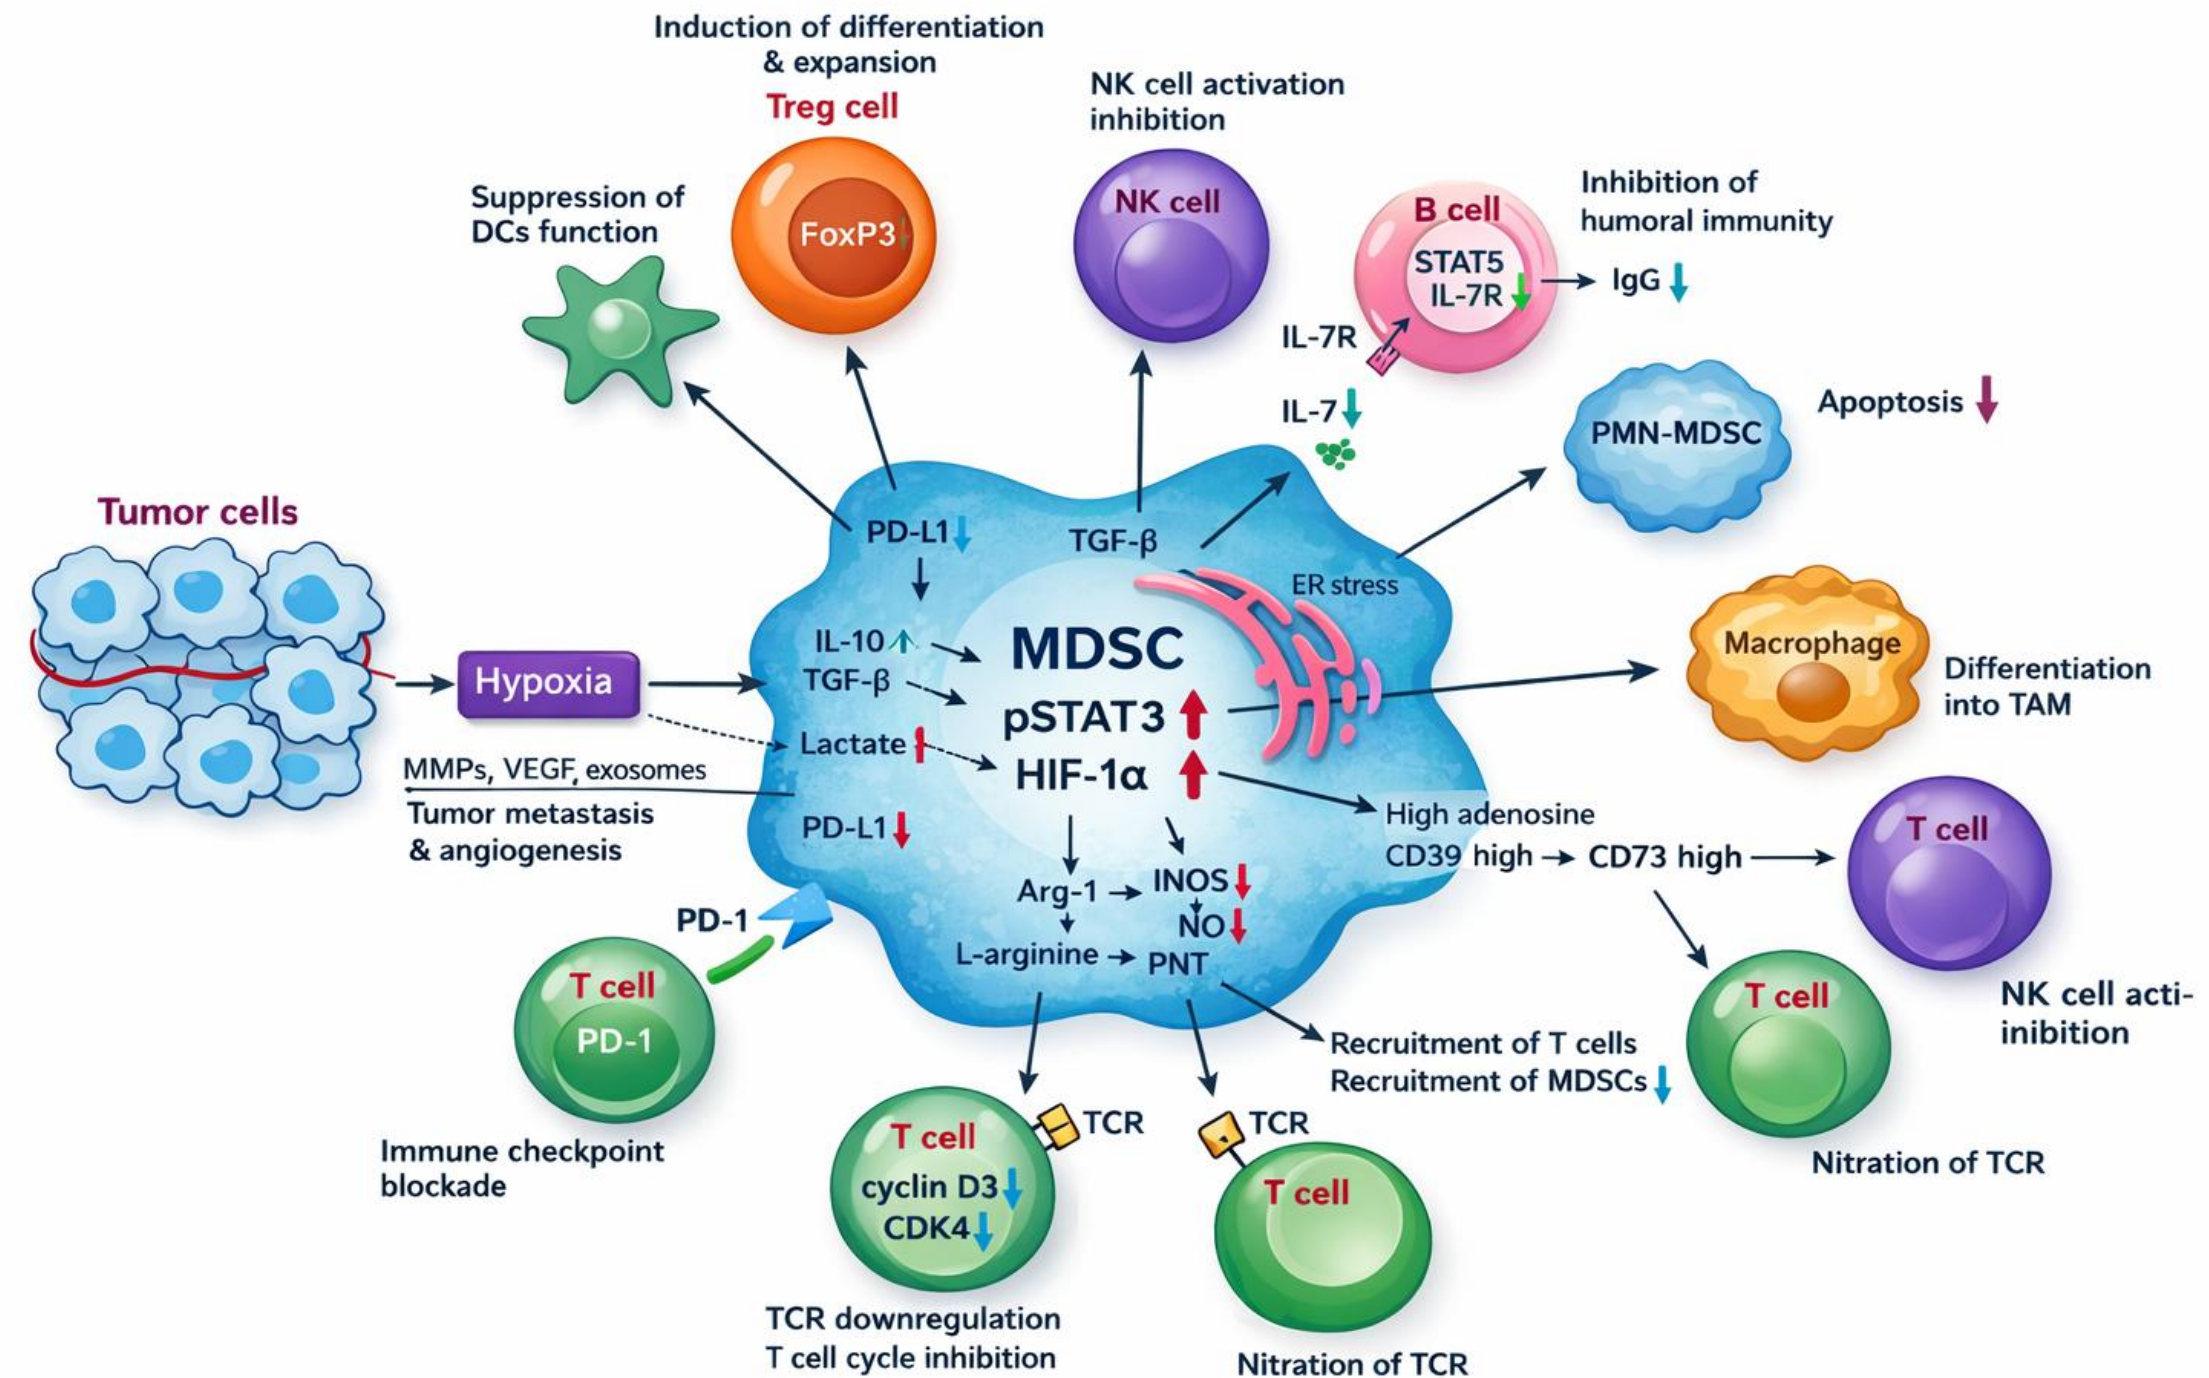 Induction of differentiation
& expansion
Treg cell
FoxP3
NK cell activation
inhibition
NK cell
Suppression of
DCs function
B cell
STAT5
IL-7R
Inhibition of
humoral immunity
IgG
IL-7R
IL-7
PMN-MDSC
Apoptosis
Tumor cells
Hypoxia
MMPs, VEGF, exosomes
Tumor metastasis
& angiogenesis
PD-L1
TGF-β
ER stress
IL-10
TGF-β
Lactate
PD-L1
MDSC
pSTAT3
HIF-1α
Arg-1
INOS
NO
L-arginine
PNT
Macrophage
Differentiation
into TAM
High adenosine
CD39 high
CD73 high
T cell
NK cell acti-
inibition
T cell
Nitration of TCR
PD-1
T cell
PD-1
Immune checkpoint
blockade
Recruitment of T cells
Recruitment of MDSCs
TCR
T cell
cyclin D3
CDK4
TCR downregulation
T cell cycle inhibition
TCR
T cell
Nitration of TCR